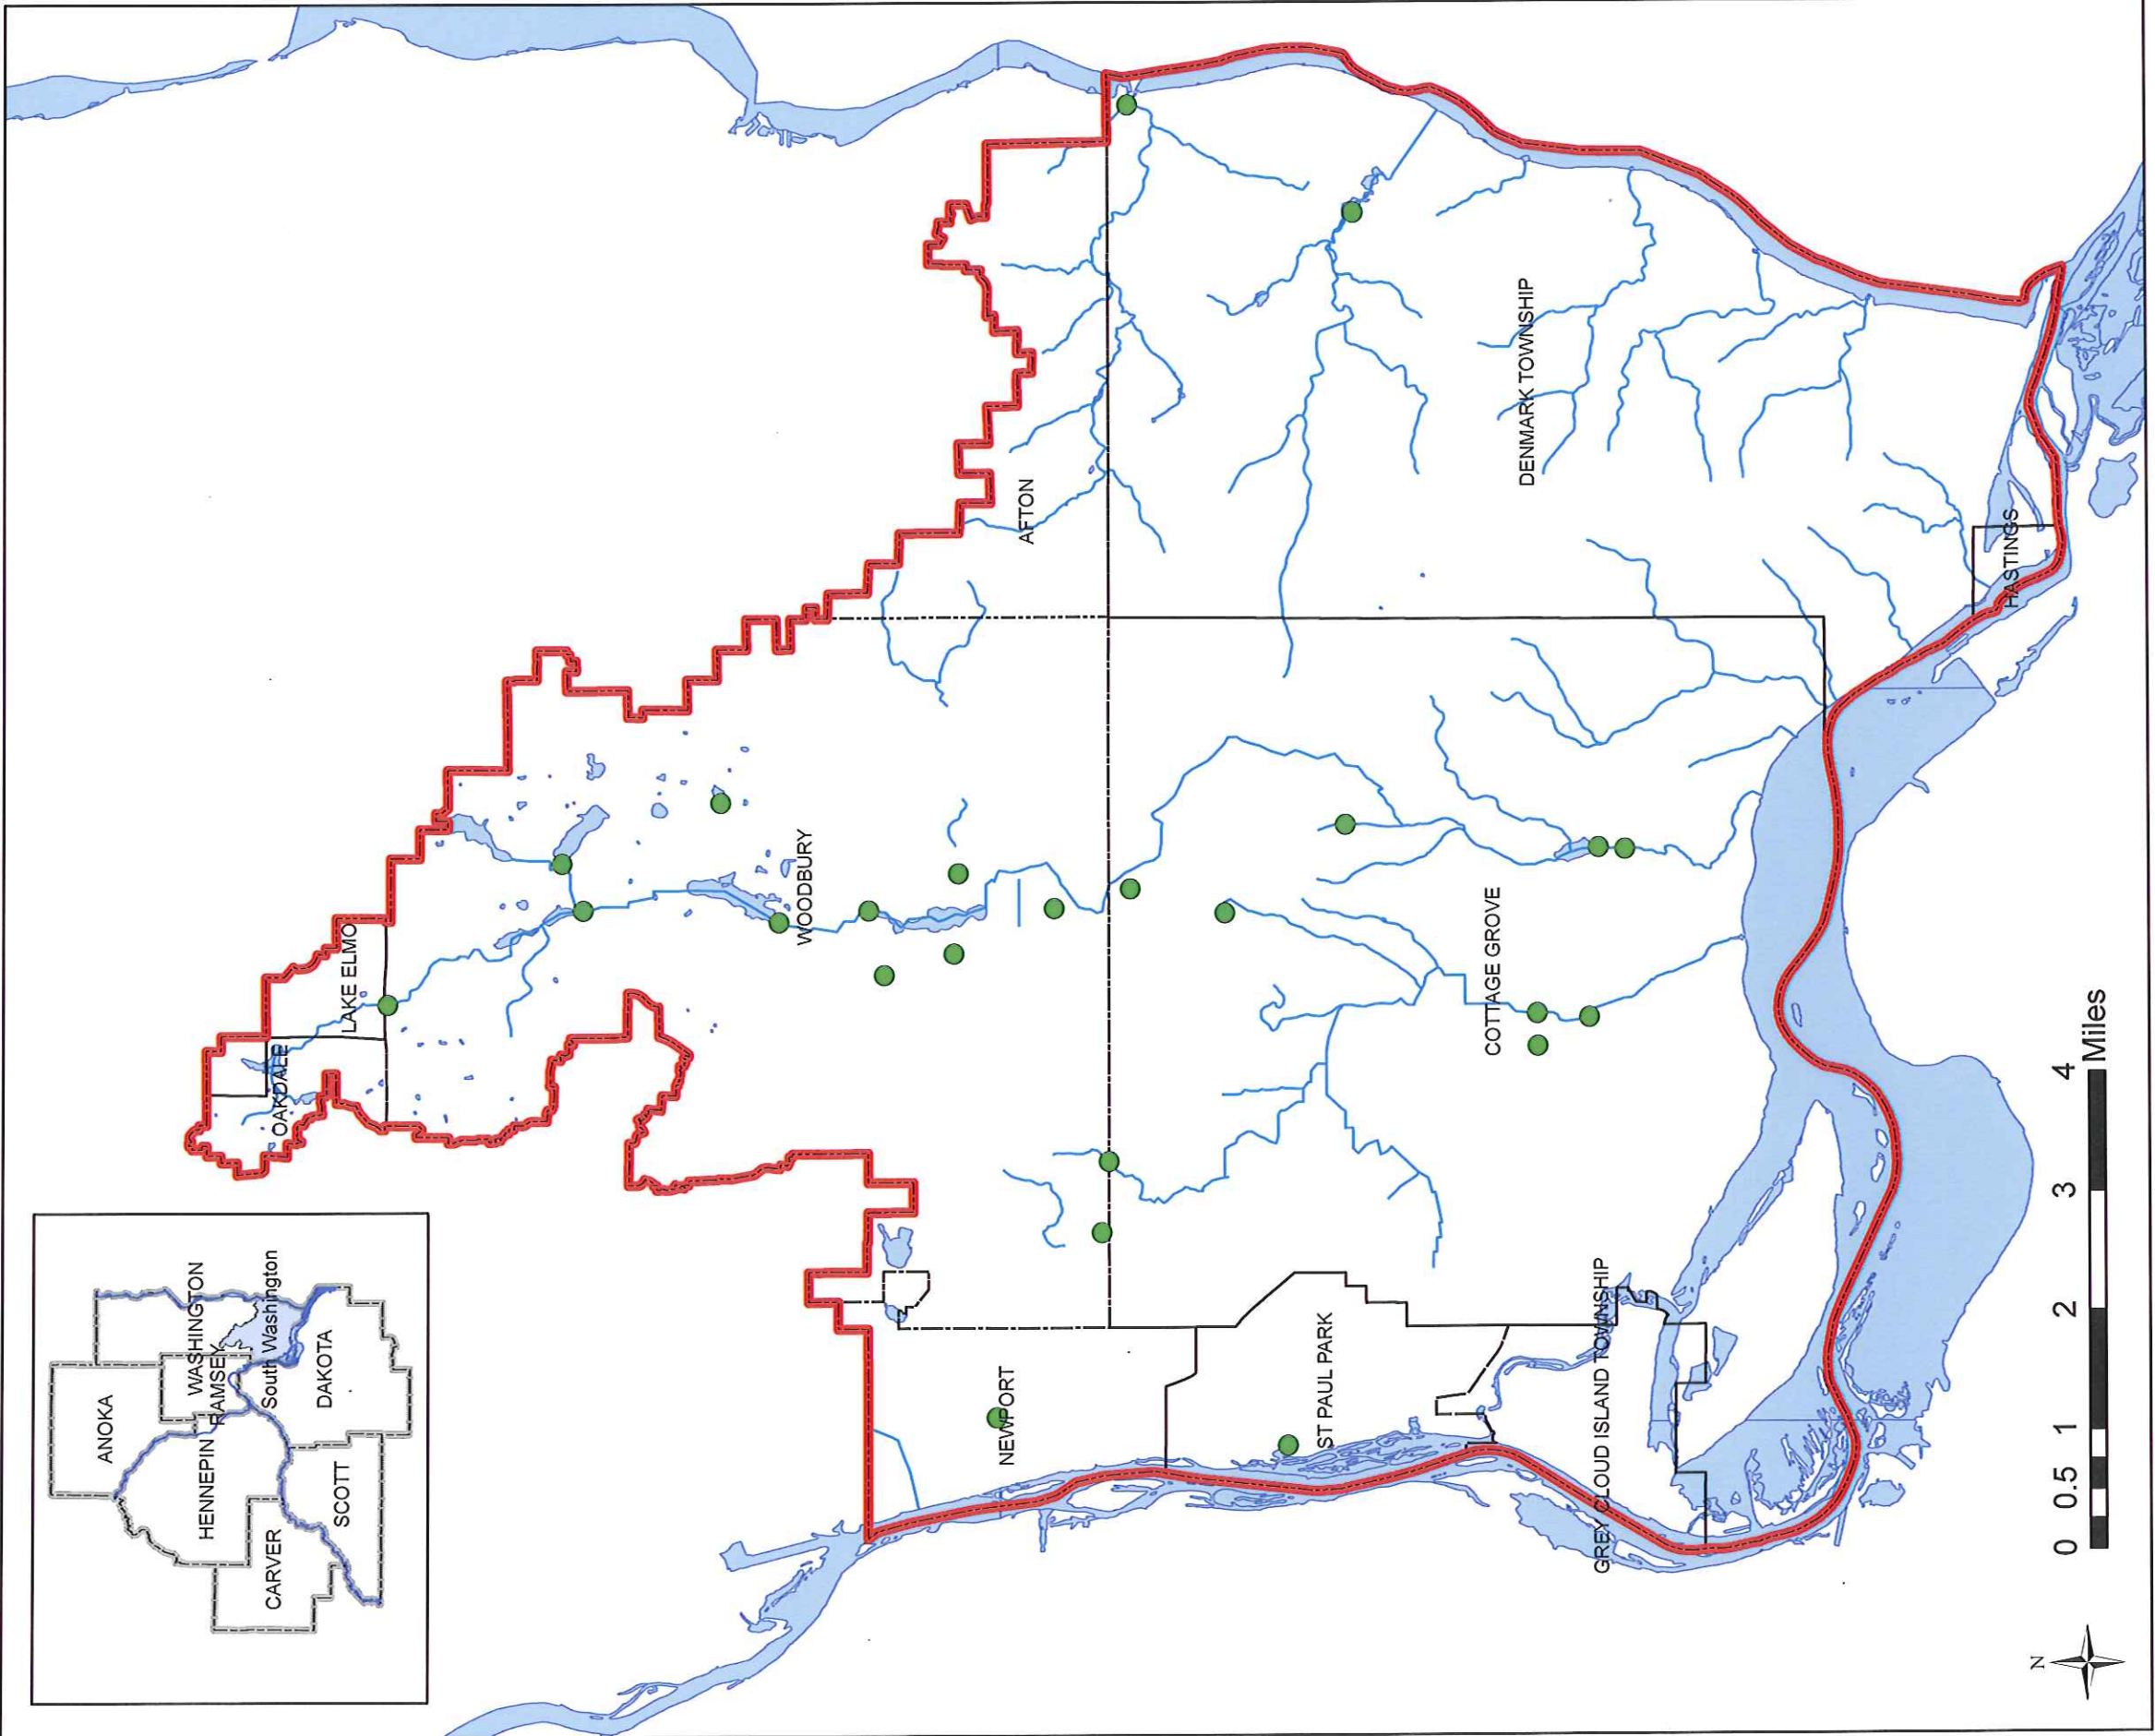 ANOKA
WASHINGTON
HENNEPIN
RAMSEY
South Washington
CARVER
SCOTT
DAKOTA
OAKDALE
LAKE ELMO
WOODBURY
AFTON
NEWPORT
ST PAUL PARK
COTTAGE GROVE
DENMARK TOWNSHIP
GREY CLOUD ISLAND TOWNSHIP
HASTINGS
N
0 0.5 1 2 3 4
Miles